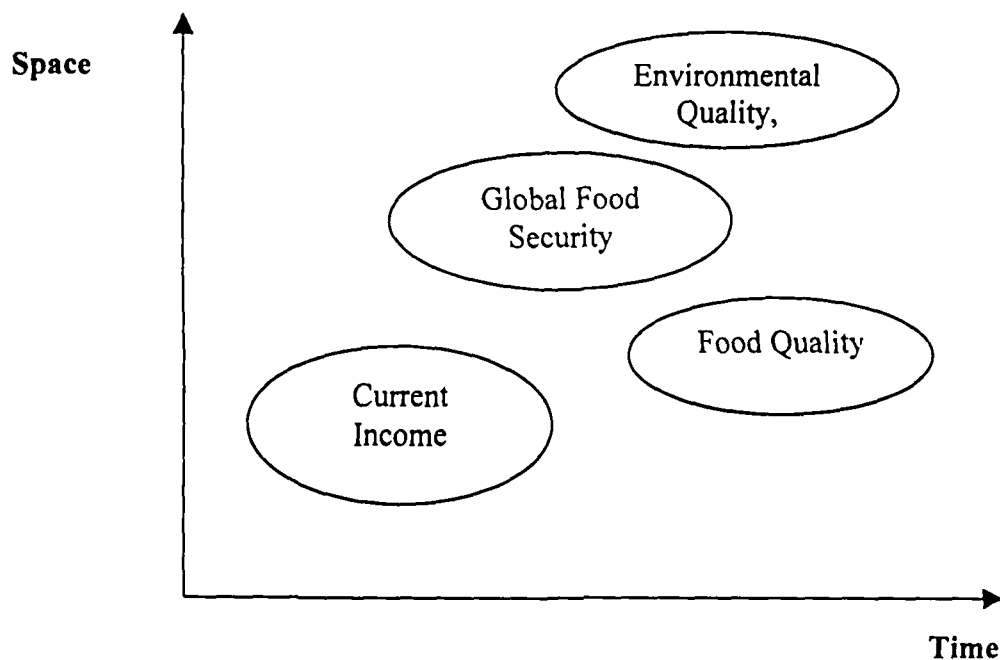 Space
Environmental
Quality,
Global Food
Security
Food Quality
Current
Income
Time